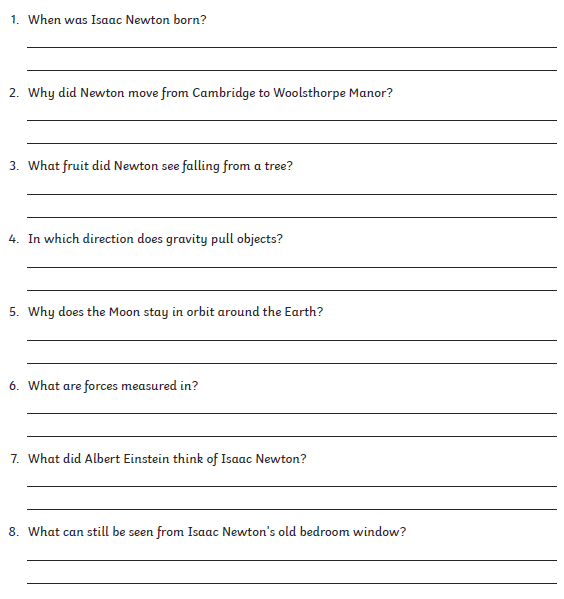 1. When was Isaac Newton born?
2. Why did Newton move from Cambridge to Woolsthorpe Manor?
3. What fruit did Newton see falling from a tree?
4. In which direction does gravity pull objects?
5. Why does the Moon stay in orbit around the Earth?
6. What are forces measured in?
7. What did Albert Einstein think of Isaac Newton?
8. What can still be seen from Isaac Newton's old bedroom window?